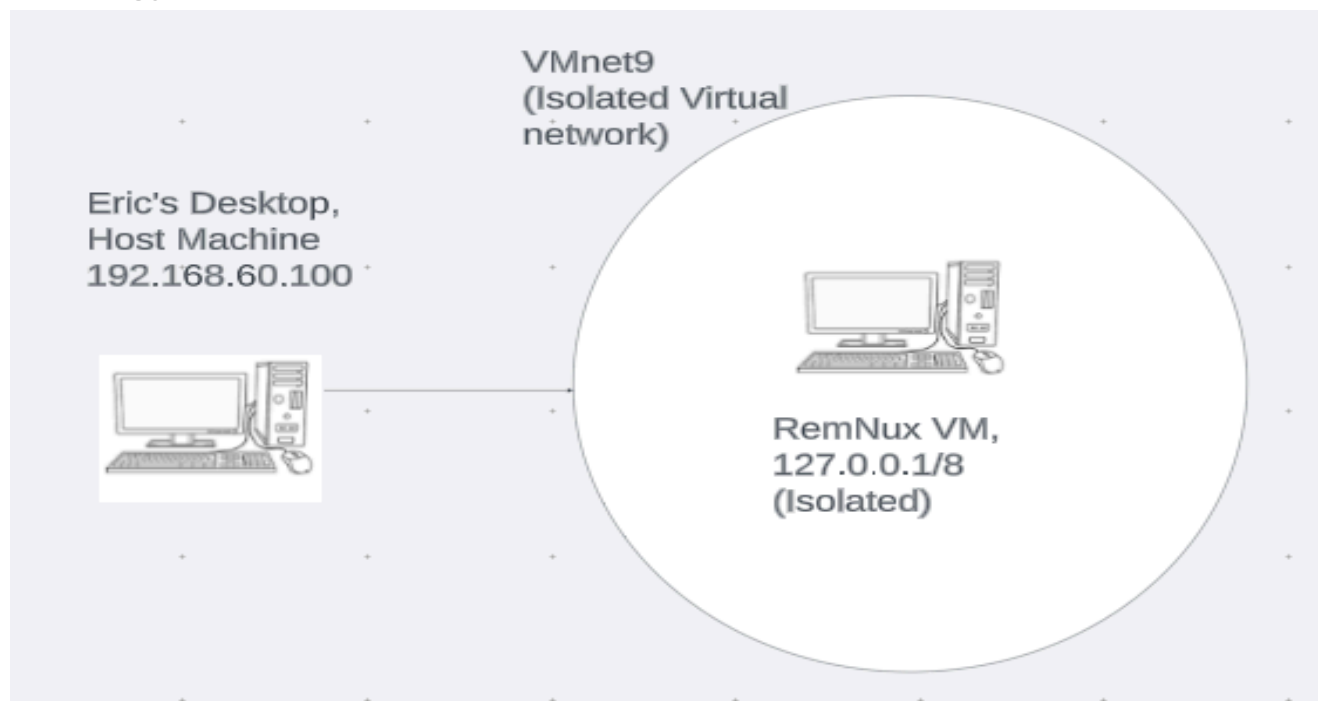 VMnet9
(Isolated Virtual
network)
Eric's Desktop,
Host Machine
192.168.60.100
RemNux VM,
127.0.0.1/8
(Isolated)